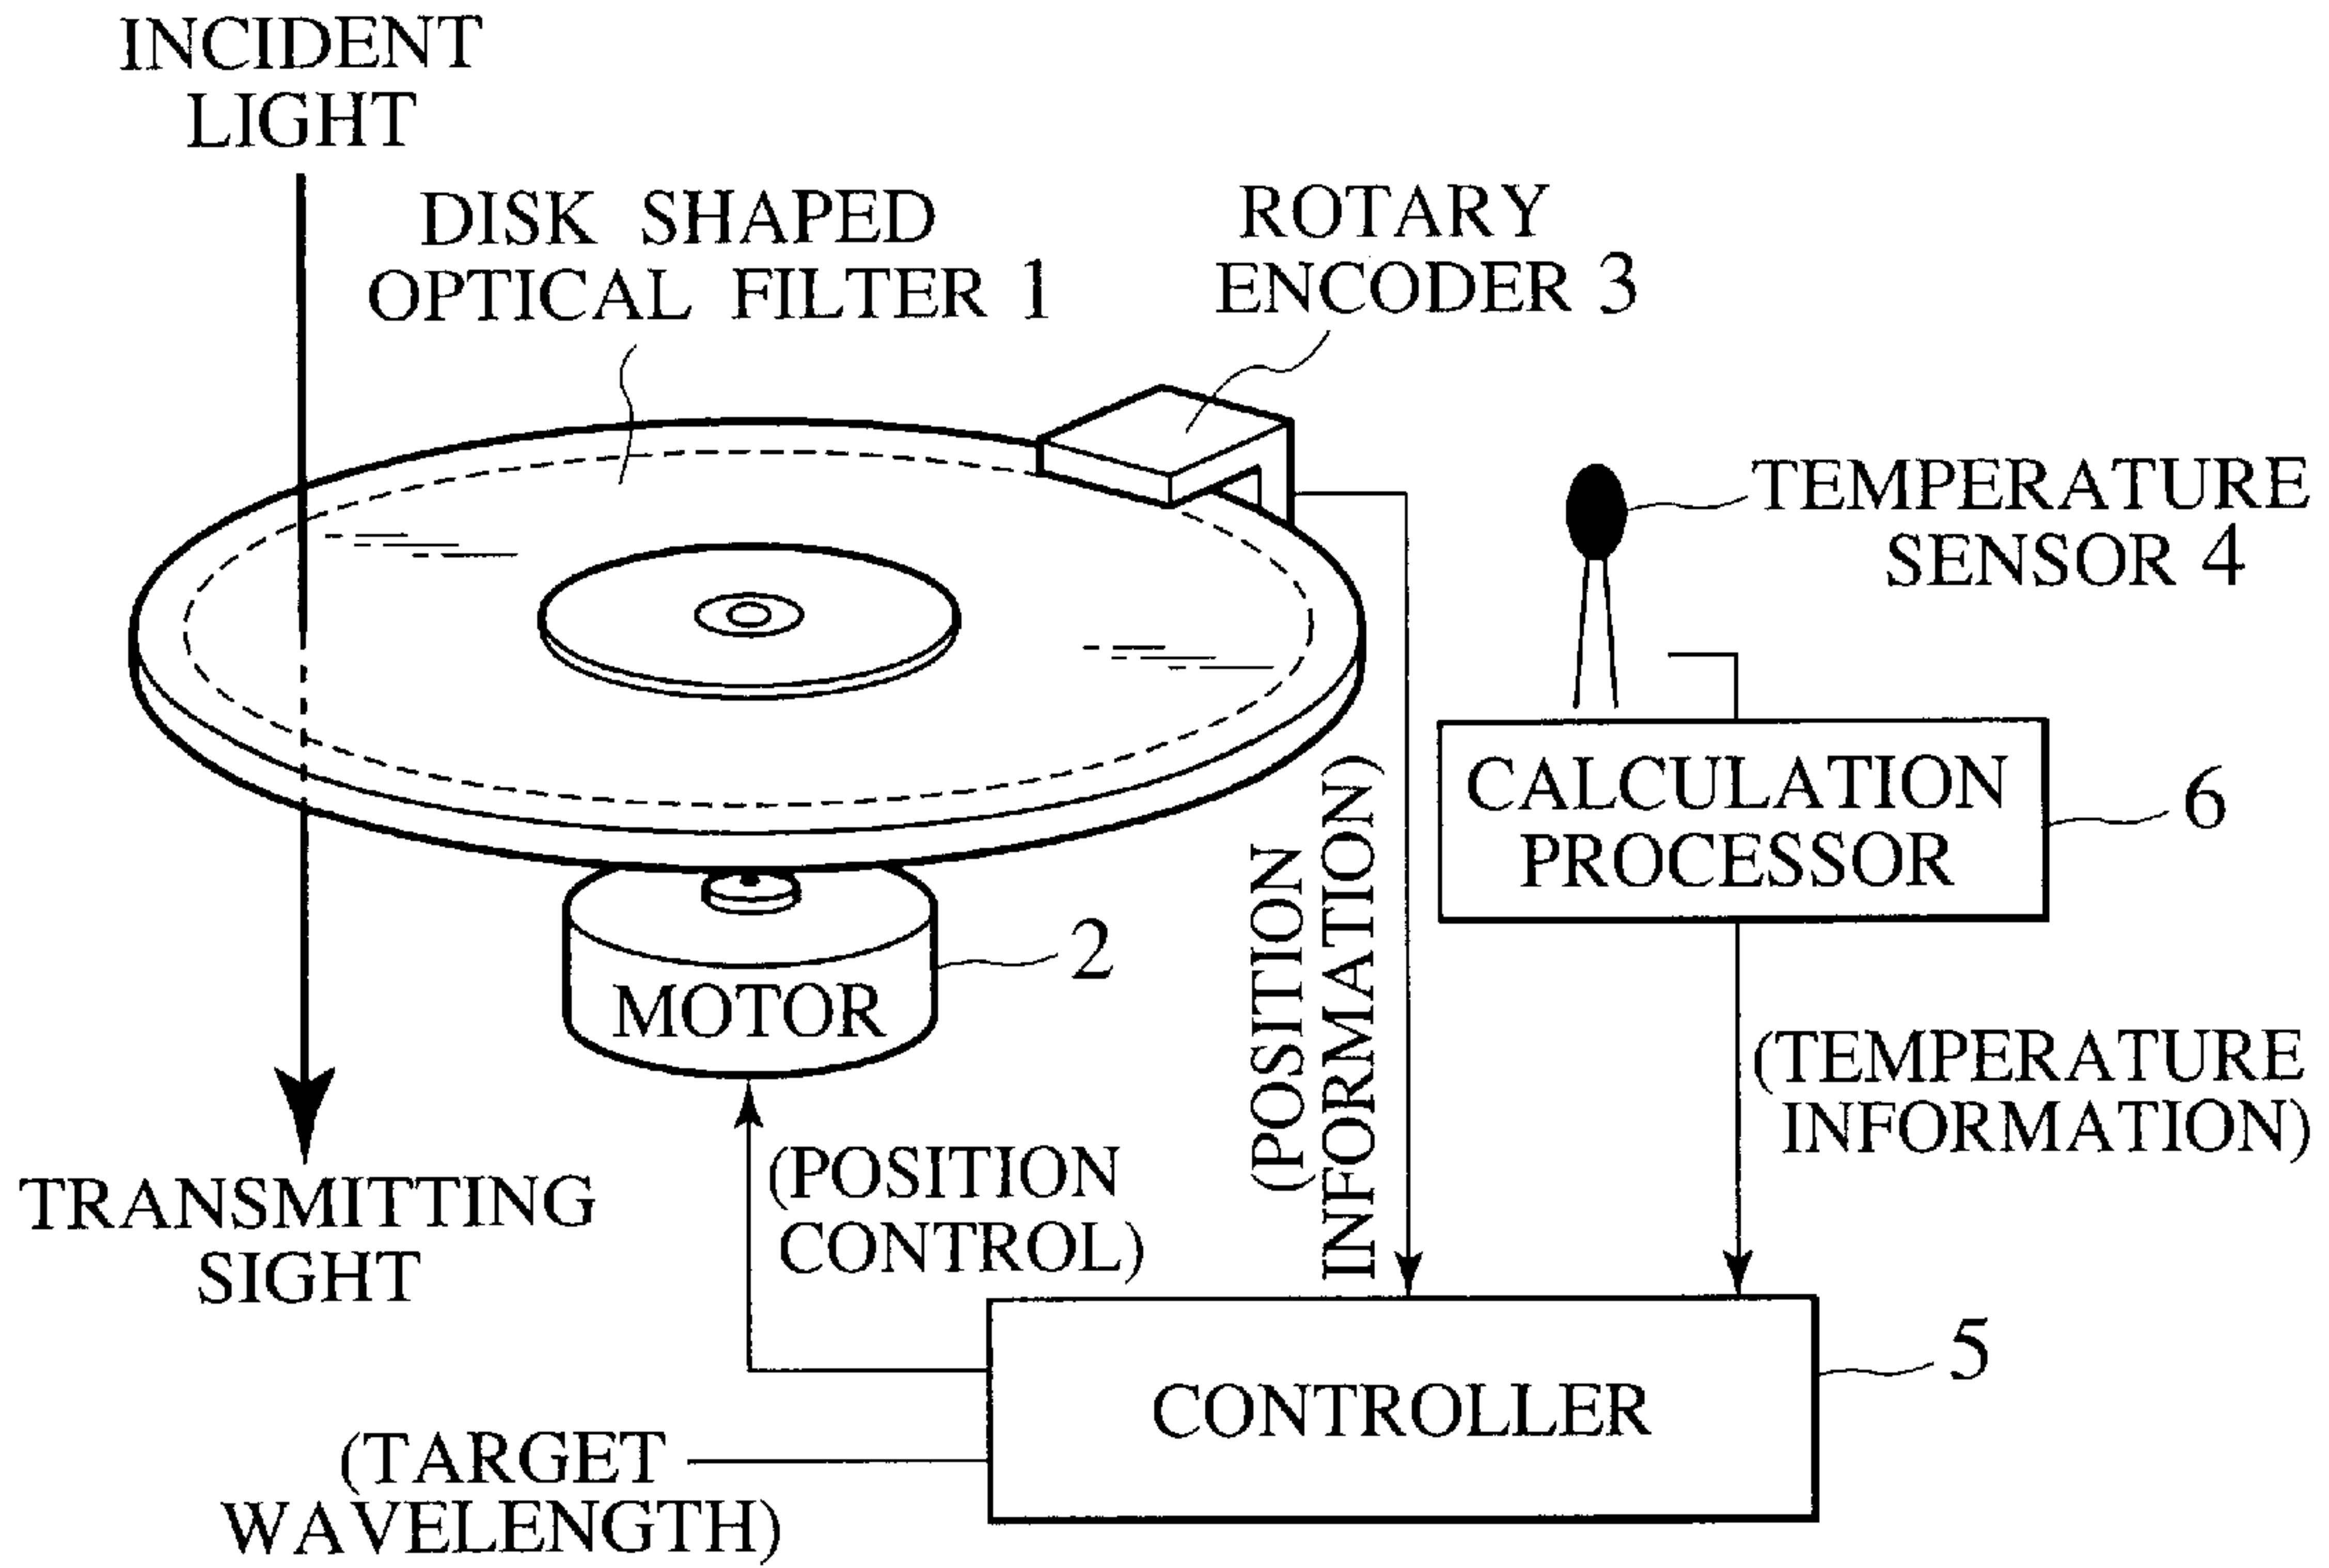 INCIDENT
LIGHT
DISK SHAPED
OPTICAL FILTER 1
ROTARY
ENCODER 3
TEMPERATURE
SENSOR 4
CALCULATION
PROCESSOR
6
MOTOR
2
(POSITION
INFORMATION)
(TEMPERATURE
INFORMATION)
(POSITION
CONTROL)
TRANSMITTING
SIGHT
CONTROLLER
5
(TARGET
WAVELENGTH)